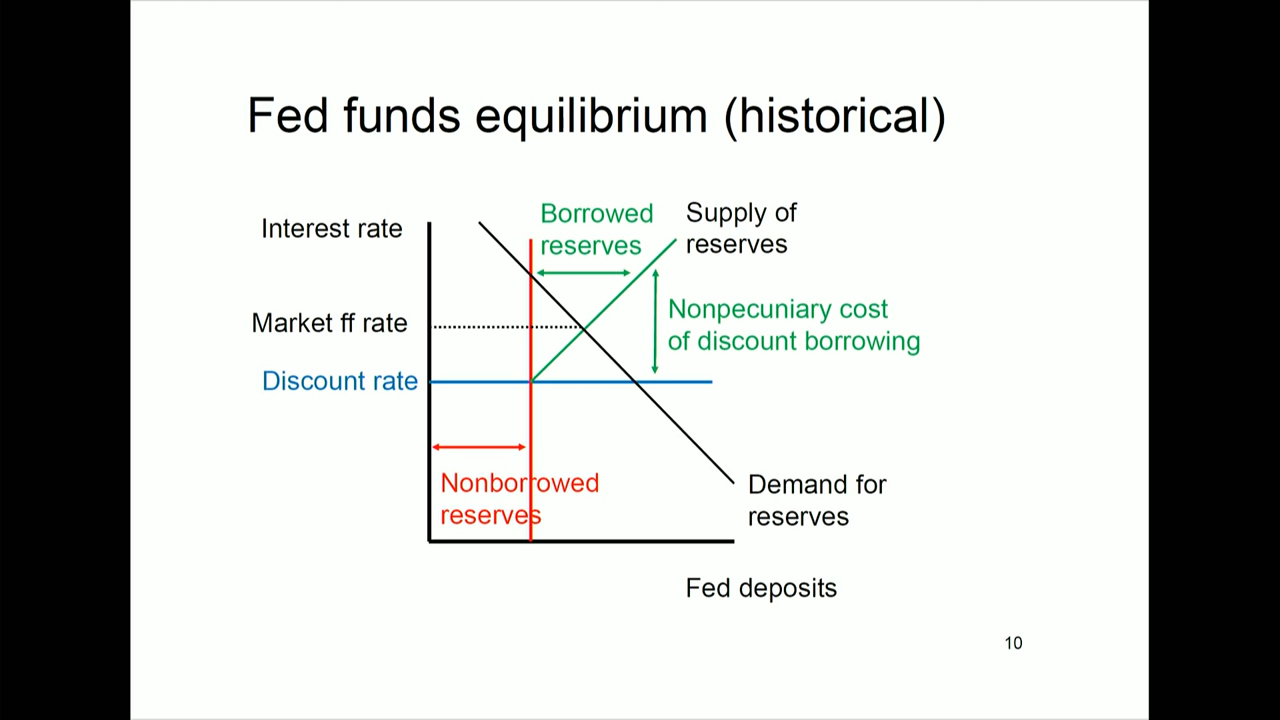 Fed funds equilibrium (historical)
Interest rate
Borrowed
reserves
Supply of
reserves
Market ff rate
Nonpecuniary cost
of discount borrowing
Discount rate
Nonborrowed
reserves
Demand for
reserves
Fed deposits
10